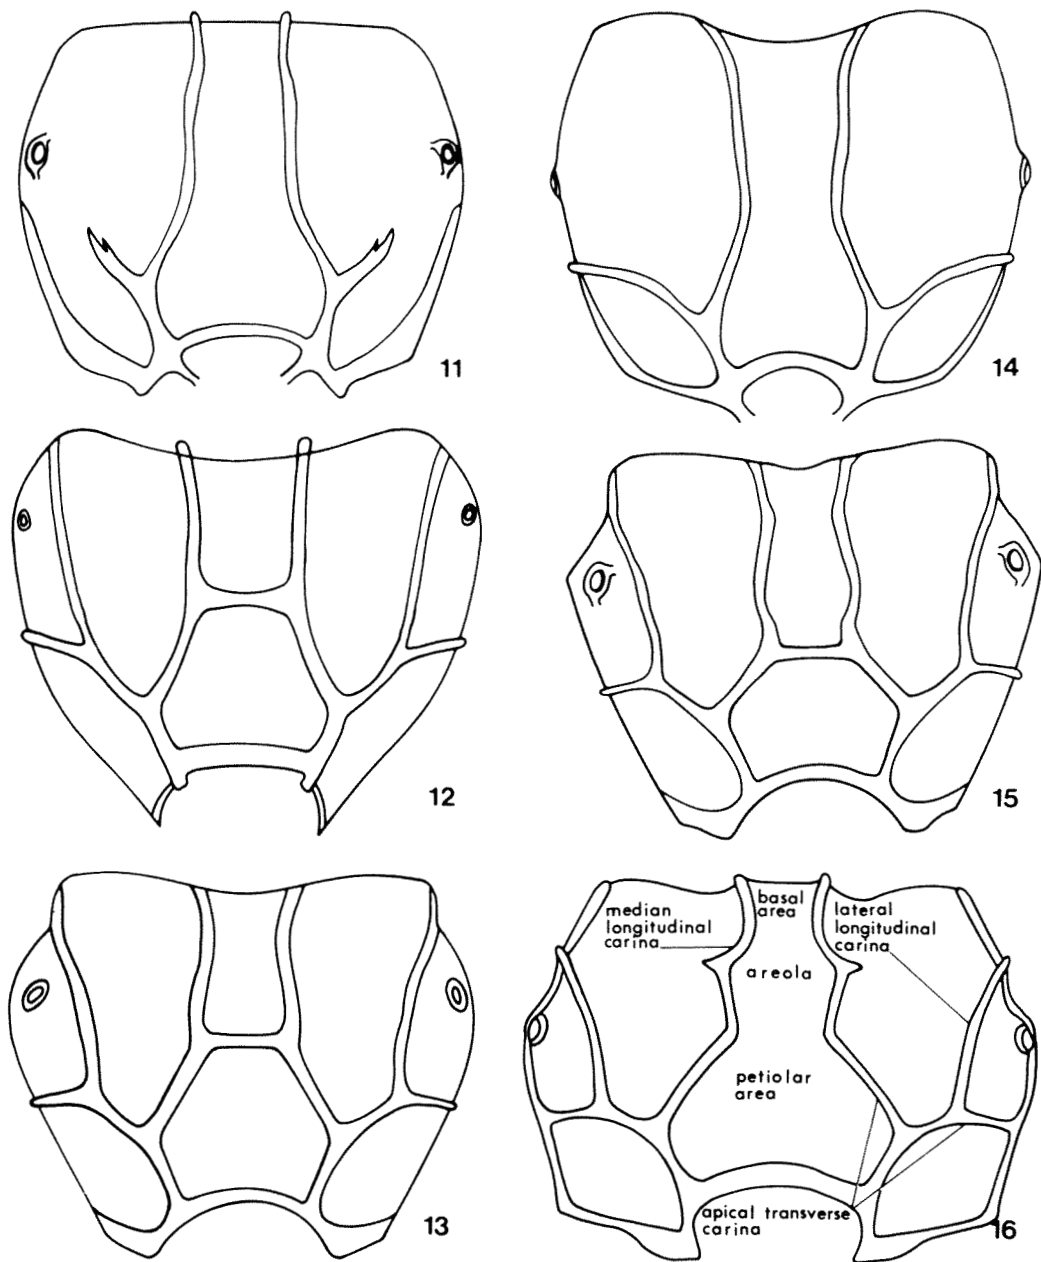 11
14
12
15
13
median
longitudinal
carina
basal
area
lateral
longitudinal
carina
areola
petiolar
area
apical transverse
carina
16